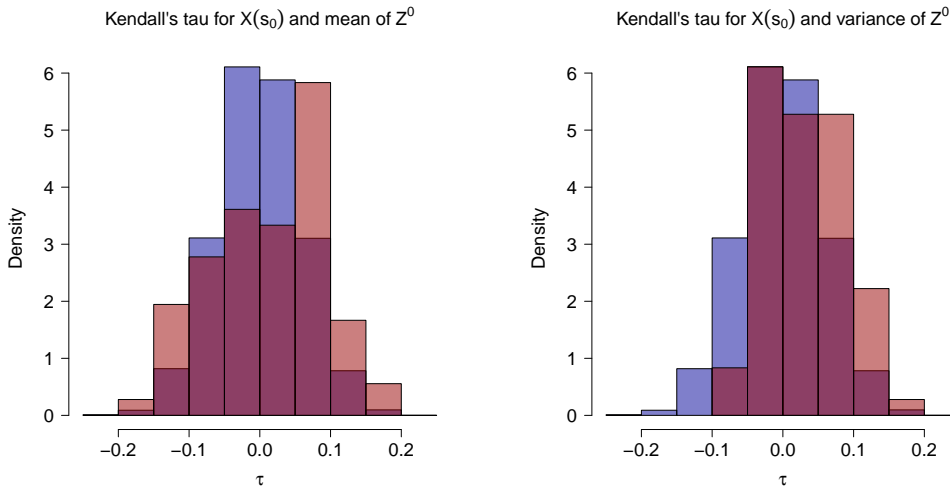 Kendall's tau for X(s₀) and mean of Z⁰
6
5
4
3
2
1
0
Density
−0.2 −0.1 0.0 0.1 0.2
τ
Kendall's tau for X(s₀) and variance of Z⁰
6
5
4
3
2
1
0
Density
−0.2 −0.1 0.0 0.1 0.2
τ